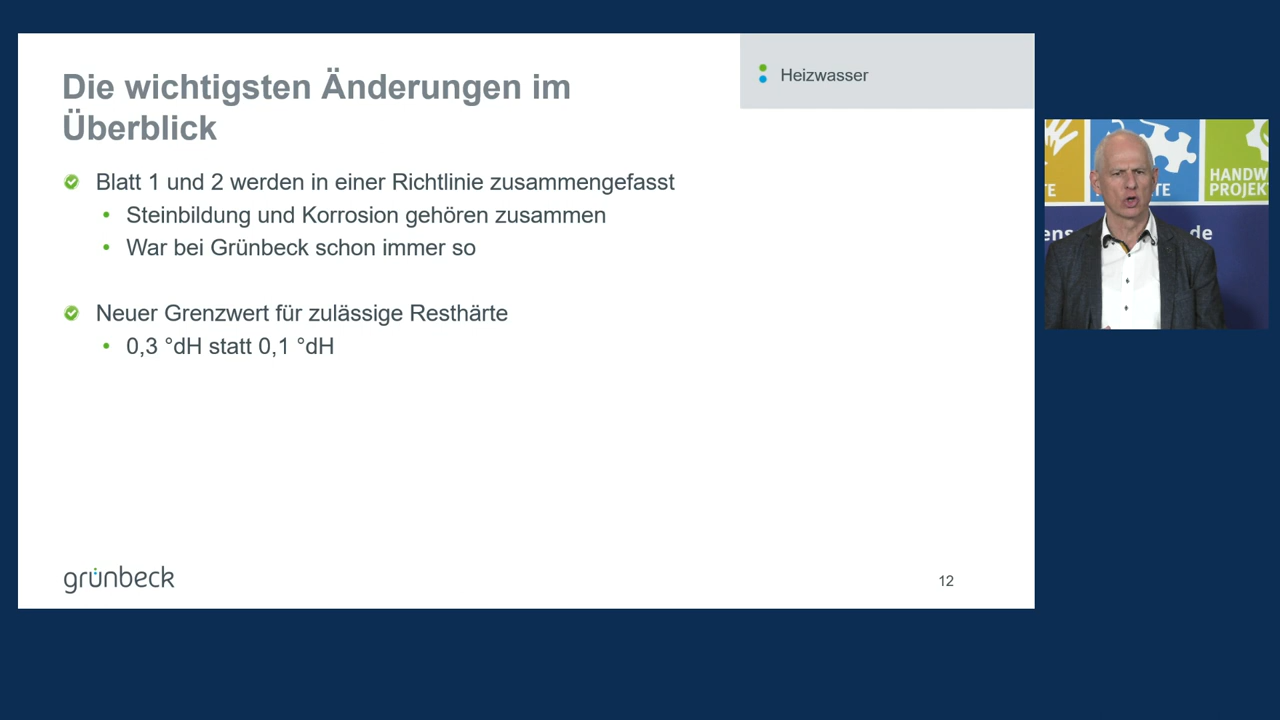 Die wichtigsten Änderungen im
Überblick
Heizwasser
Blatt 1 und 2 werden in einer Richtlinie zusammengefasst
Steinbildung und Korrosion gehören zusammen
War bei Grünbeck schon immer so
Neuer Grenzwert für zulässige Resthärte
0,3 °dH statt 0,1 °dH
grünbeck
12
HANDW
PROJEK